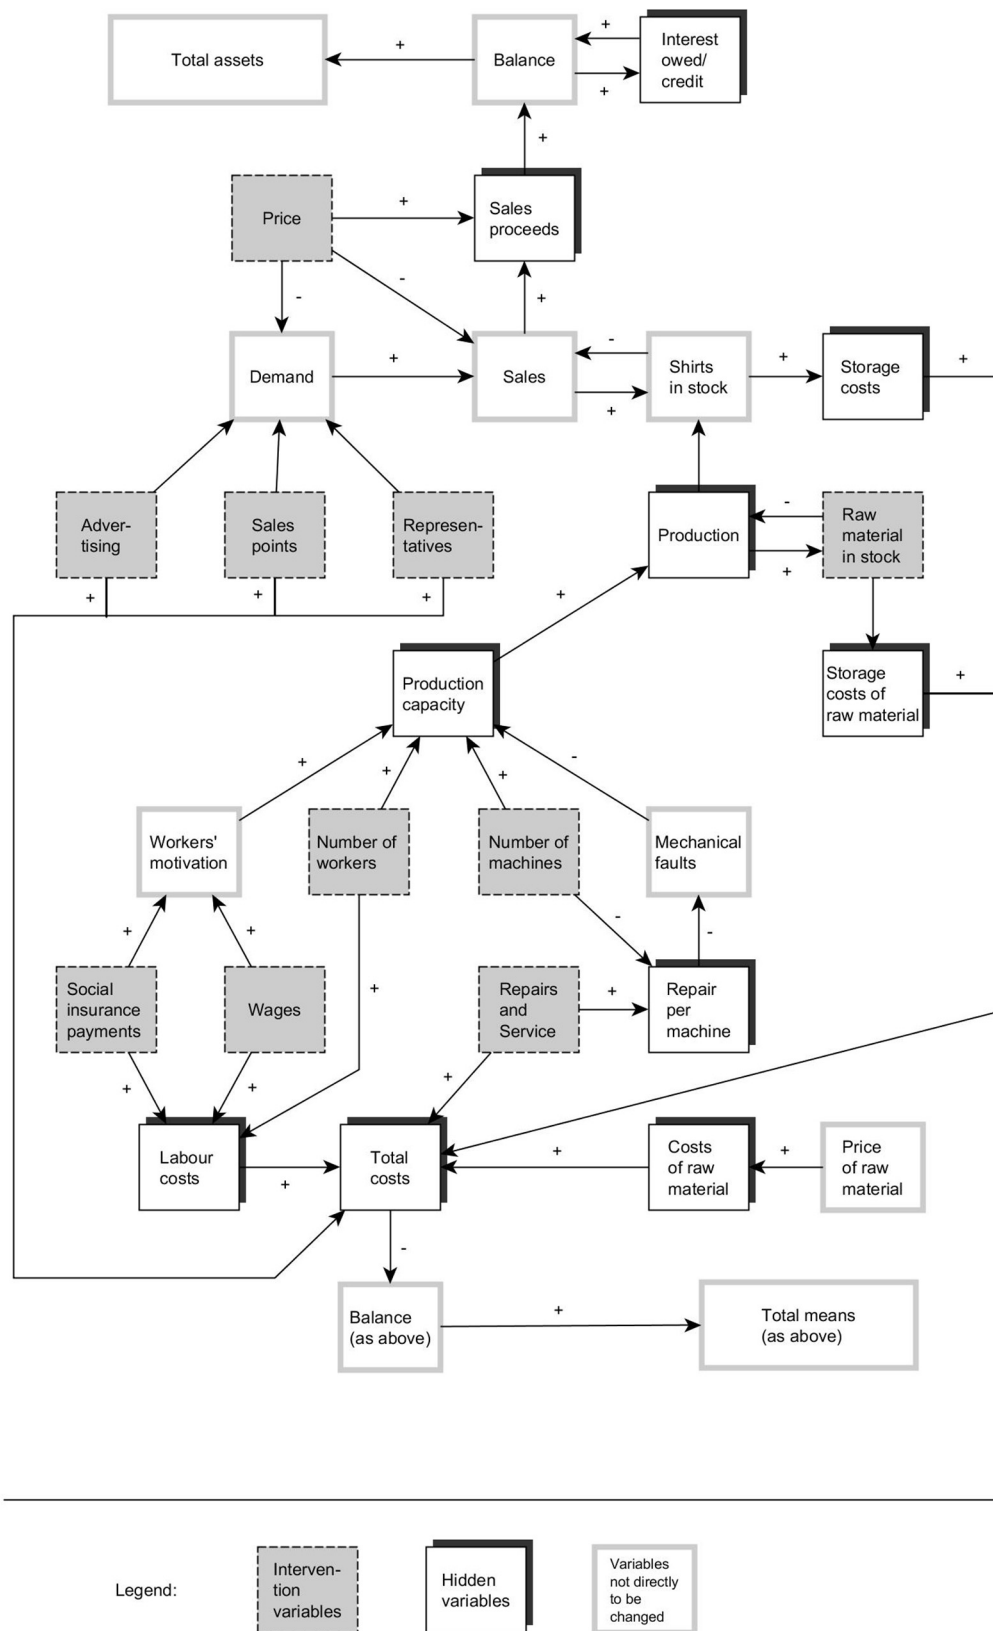 Total assets
+
Balance
+
+
Interest
owed/
credit
+
Price
+
Sales
proceeds
-
-
+
Demand
+
Sales
-
+
Shirts
in stock
+
Storage
costs
+
Adver-
tising
Sales
points
Represen-
tatives
Production
-
+
Raw
material
in stock
+
+
+
+
Production
capacity
Storage
costs of
raw material
+
+
+
+
-
Workers'
motivation
Number of
workers
Number of
machines
Mechanical
faults
+
+
-
-
Social
insurance
payments
Wages
+
Repairs
and
Service
+
Repair
per
machine
+
+
+
Labour
costs
+
Total
costs
+
Costs
of raw
material
+
Price
of raw
material
-
Balance
(as above)
+
Total means
(as above)
Legend:
Interven-
tion
variables
Hidden
variables
Variables
not directly
to be
changed